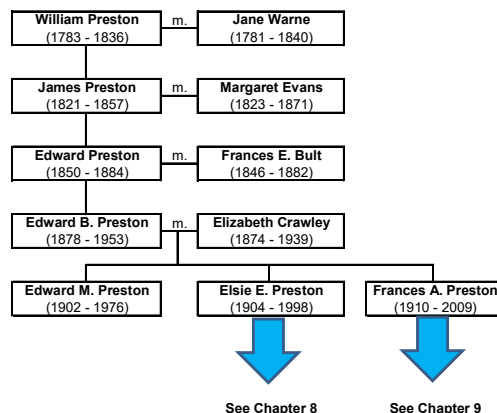 William Preston m. Jane Warne
(1783 - 1836) (1781 - 1840)
James Preston m. Margaret Evans
(1821 - 1857) (1823 - 1871)
Edward Preston m. Frances E. Bult
(1850 - 1884) (1846 - 1882)
Edward B. Preston m. Elizabeth Crawley
(1878 - 1953) (1874 - 1939)
Edward M. Preston Elsie E. Preston Frances A. Preston
(1902 - 1976) (1904 - 1998) (1910 - 2009)
See Chapter 8 See Chapter 9